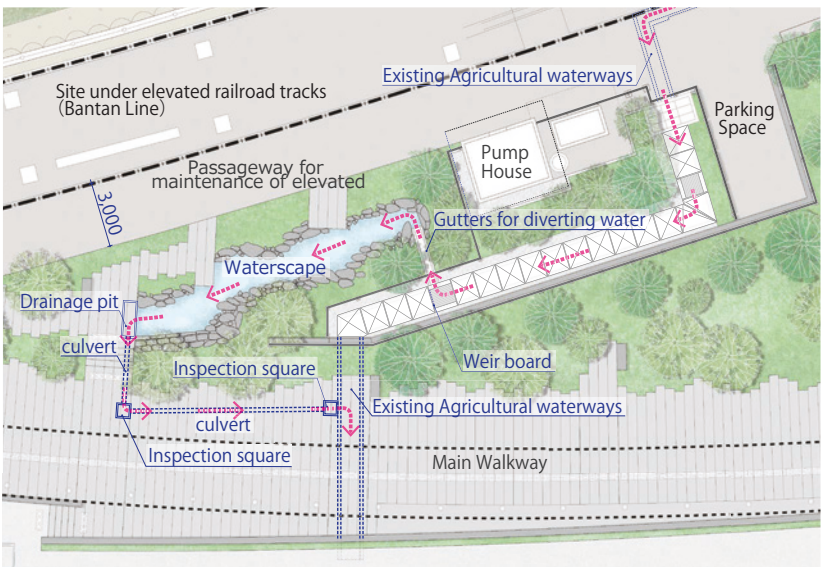 Existing Agricultural waterways
Site under elevated railroad tracks
（Bantan Line）
Parking
Space
Pump
House
Passageway for
maintenance of elevated
3,000
Gutters for diverting water
Waterscape
Drainage pit
culvert
Inspection square
Weir board
Existing Agricultural waterways
culvert
Inspection square
Main Walkway